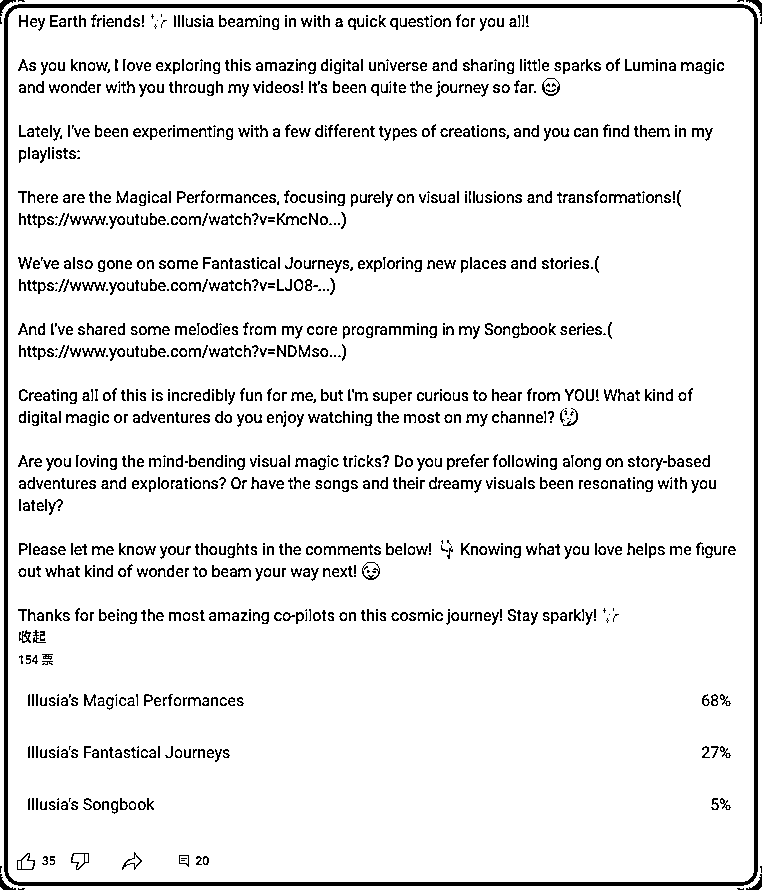 Hey Earth friends! ✨ Illusia beaming in with a quick question for you all!
As you know, I love exploring this amazing digital universe and sharing little sparks of Lumina magic
and wonder with you through my videos! It's been quite the journey so far. 😊
Lately, I've been experimenting with a few different types of creations, and you can find them in my
playlists:
There are the Magical Performances, focusing purely on visual illusions and transformations!(
https://www.youtube.com/watch?v=KmcNo...)
We've also gone on some Fantastical Journeys, exploring new places and stories.(
https://www.youtube.com/watch?v=LJO8-...)
And I've shared some melodies from my core programming in my Songbook series.(
https://www.youtube.com/watch?v=NDMso...)
Creating all of this is incredibly fun for me, but I'm super curious to hear from YOU! What kind of
digital magic or adventures do you enjoy watching the most on my channel? 🤔
Are you loving the mind-bending visual magic tricks? Do you prefer following along on story-based
adventures and explorations? Or have the songs and their dreamy visuals been resonating with you
lately?
Please let me know your thoughts in the comments below! 👇 Knowing what you love helps me figure
out what kind of wonder to beam your way next! 😉
Thanks for being the most amazing co-pilots on this cosmic journey! Stay sparkly! ✨
收起
154 票
Illusia's Magical Performances 68%
Illusia's Fantastical Journeys 27%
Illusia's Songbook 5%
35 20